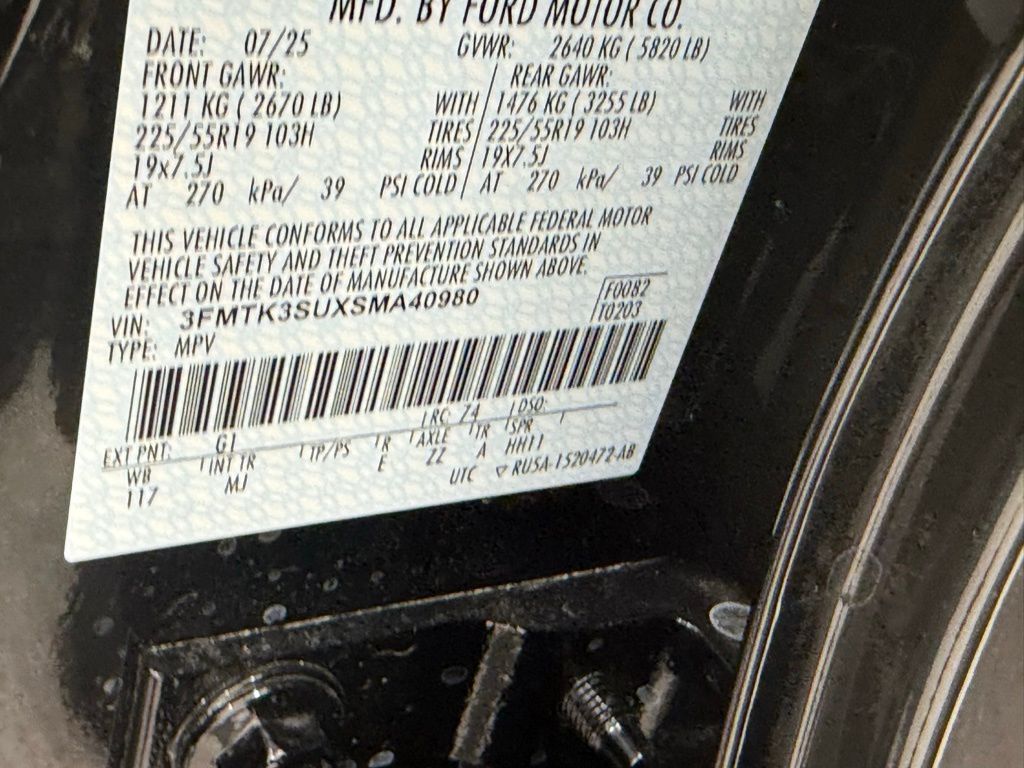 MFD. BY FORD MOTOR CO.
DATE: 07/25 GVWR: 2640 KG ( 5820 LB)
FRONT GAWR: REAR GAWR:
1211 KG ( 2670 LB) WITH 1476 KG ( 3255 LB) WITH
225/55R19 103H TIRES 225/55R19 103H TIRES
19x7.5J RIMS 19X7.5J RIMS
AT 270 kPa/ 39 PSI COLD AT 270 kPa/ 39 PSI COLD
THIS VEHICLE CONFORMS TO ALL APPLICABLE FEDERAL MOTOR
VEHICLE SAFETY AND THEFT PREVENTION STANDARDS IN
EFFECT ON THE DATE OF MANUFACTURE SHOWN ABOVE.
VIN: 3FMTK3SUXSMA40980 F0082
TYPE: MPV T0203
EXT PNT: G1 RC: 74 DSO:
WB INT TR TP/PS R AXLE TR SPR
117 MJ E ZZ A HH11
UTC ▽ RU5A-1520472-AB